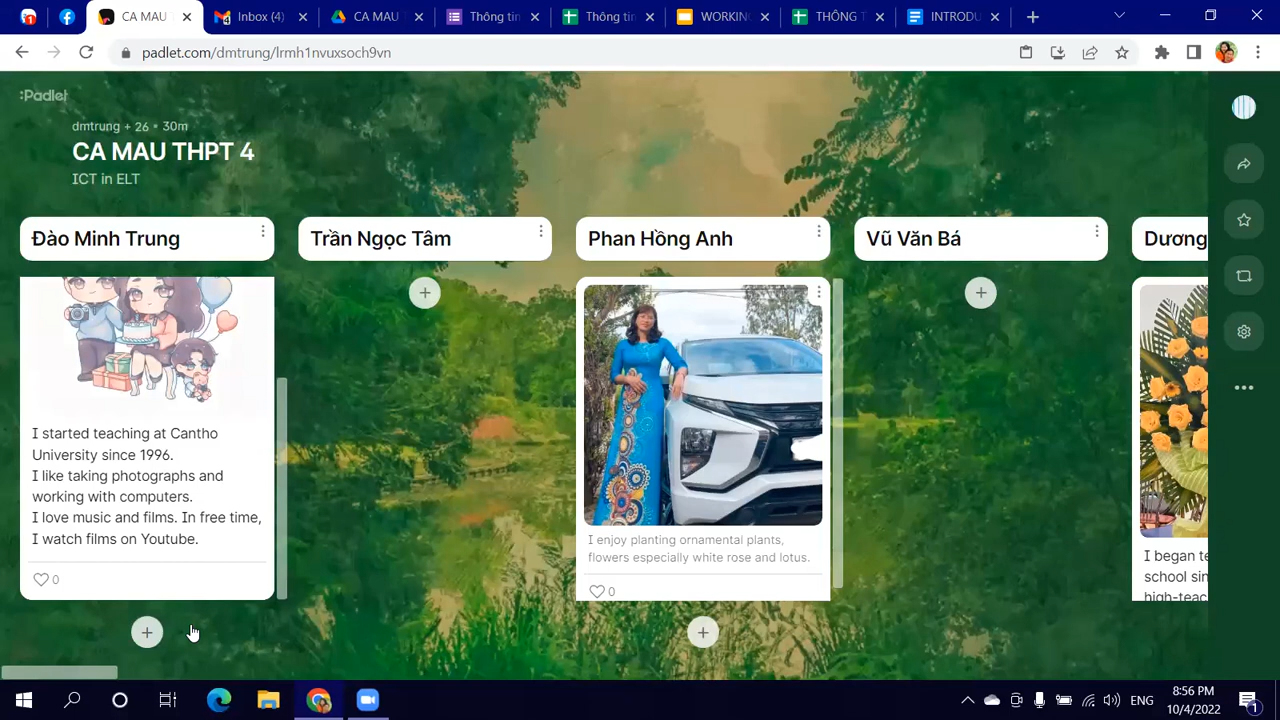 CA MAU T
Inbox (4)
CA MAU
Thông tin
Thông tin
WORKIN
THÔNG T
INTRODU
padlet.com/dmtrung/lrmh1nvuxsoch9vn
:Padlet
dmtrung + 26 • 30m
CA MAU THPT 4
ICT in ELT
Đào Minh Trung
Trần Ngọc Tâm
Phan Hồng Anh
Vũ Văn Bá
Dương
I started teaching at Cantho
University since 1996.
I like taking photographs and
working with computers.
I love music and films. In free time,
I watch films on Youtube.
0
I enjoy planting ornamental plants,
flowers especially white rose and lotus.
0
I began te
school sin
high-teac
ENG
8:56 PM
10/4/2022
1